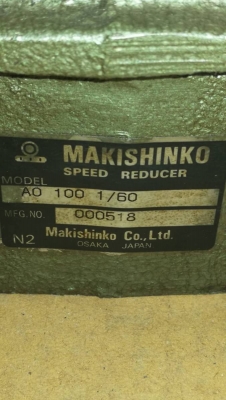 MAKISHINKO
SPEED REDUCER
MODEL
AO 100 1/60
MFG.NO. 000518
N2 Makishinko Co., Ltd.
OSAKA JAPAN